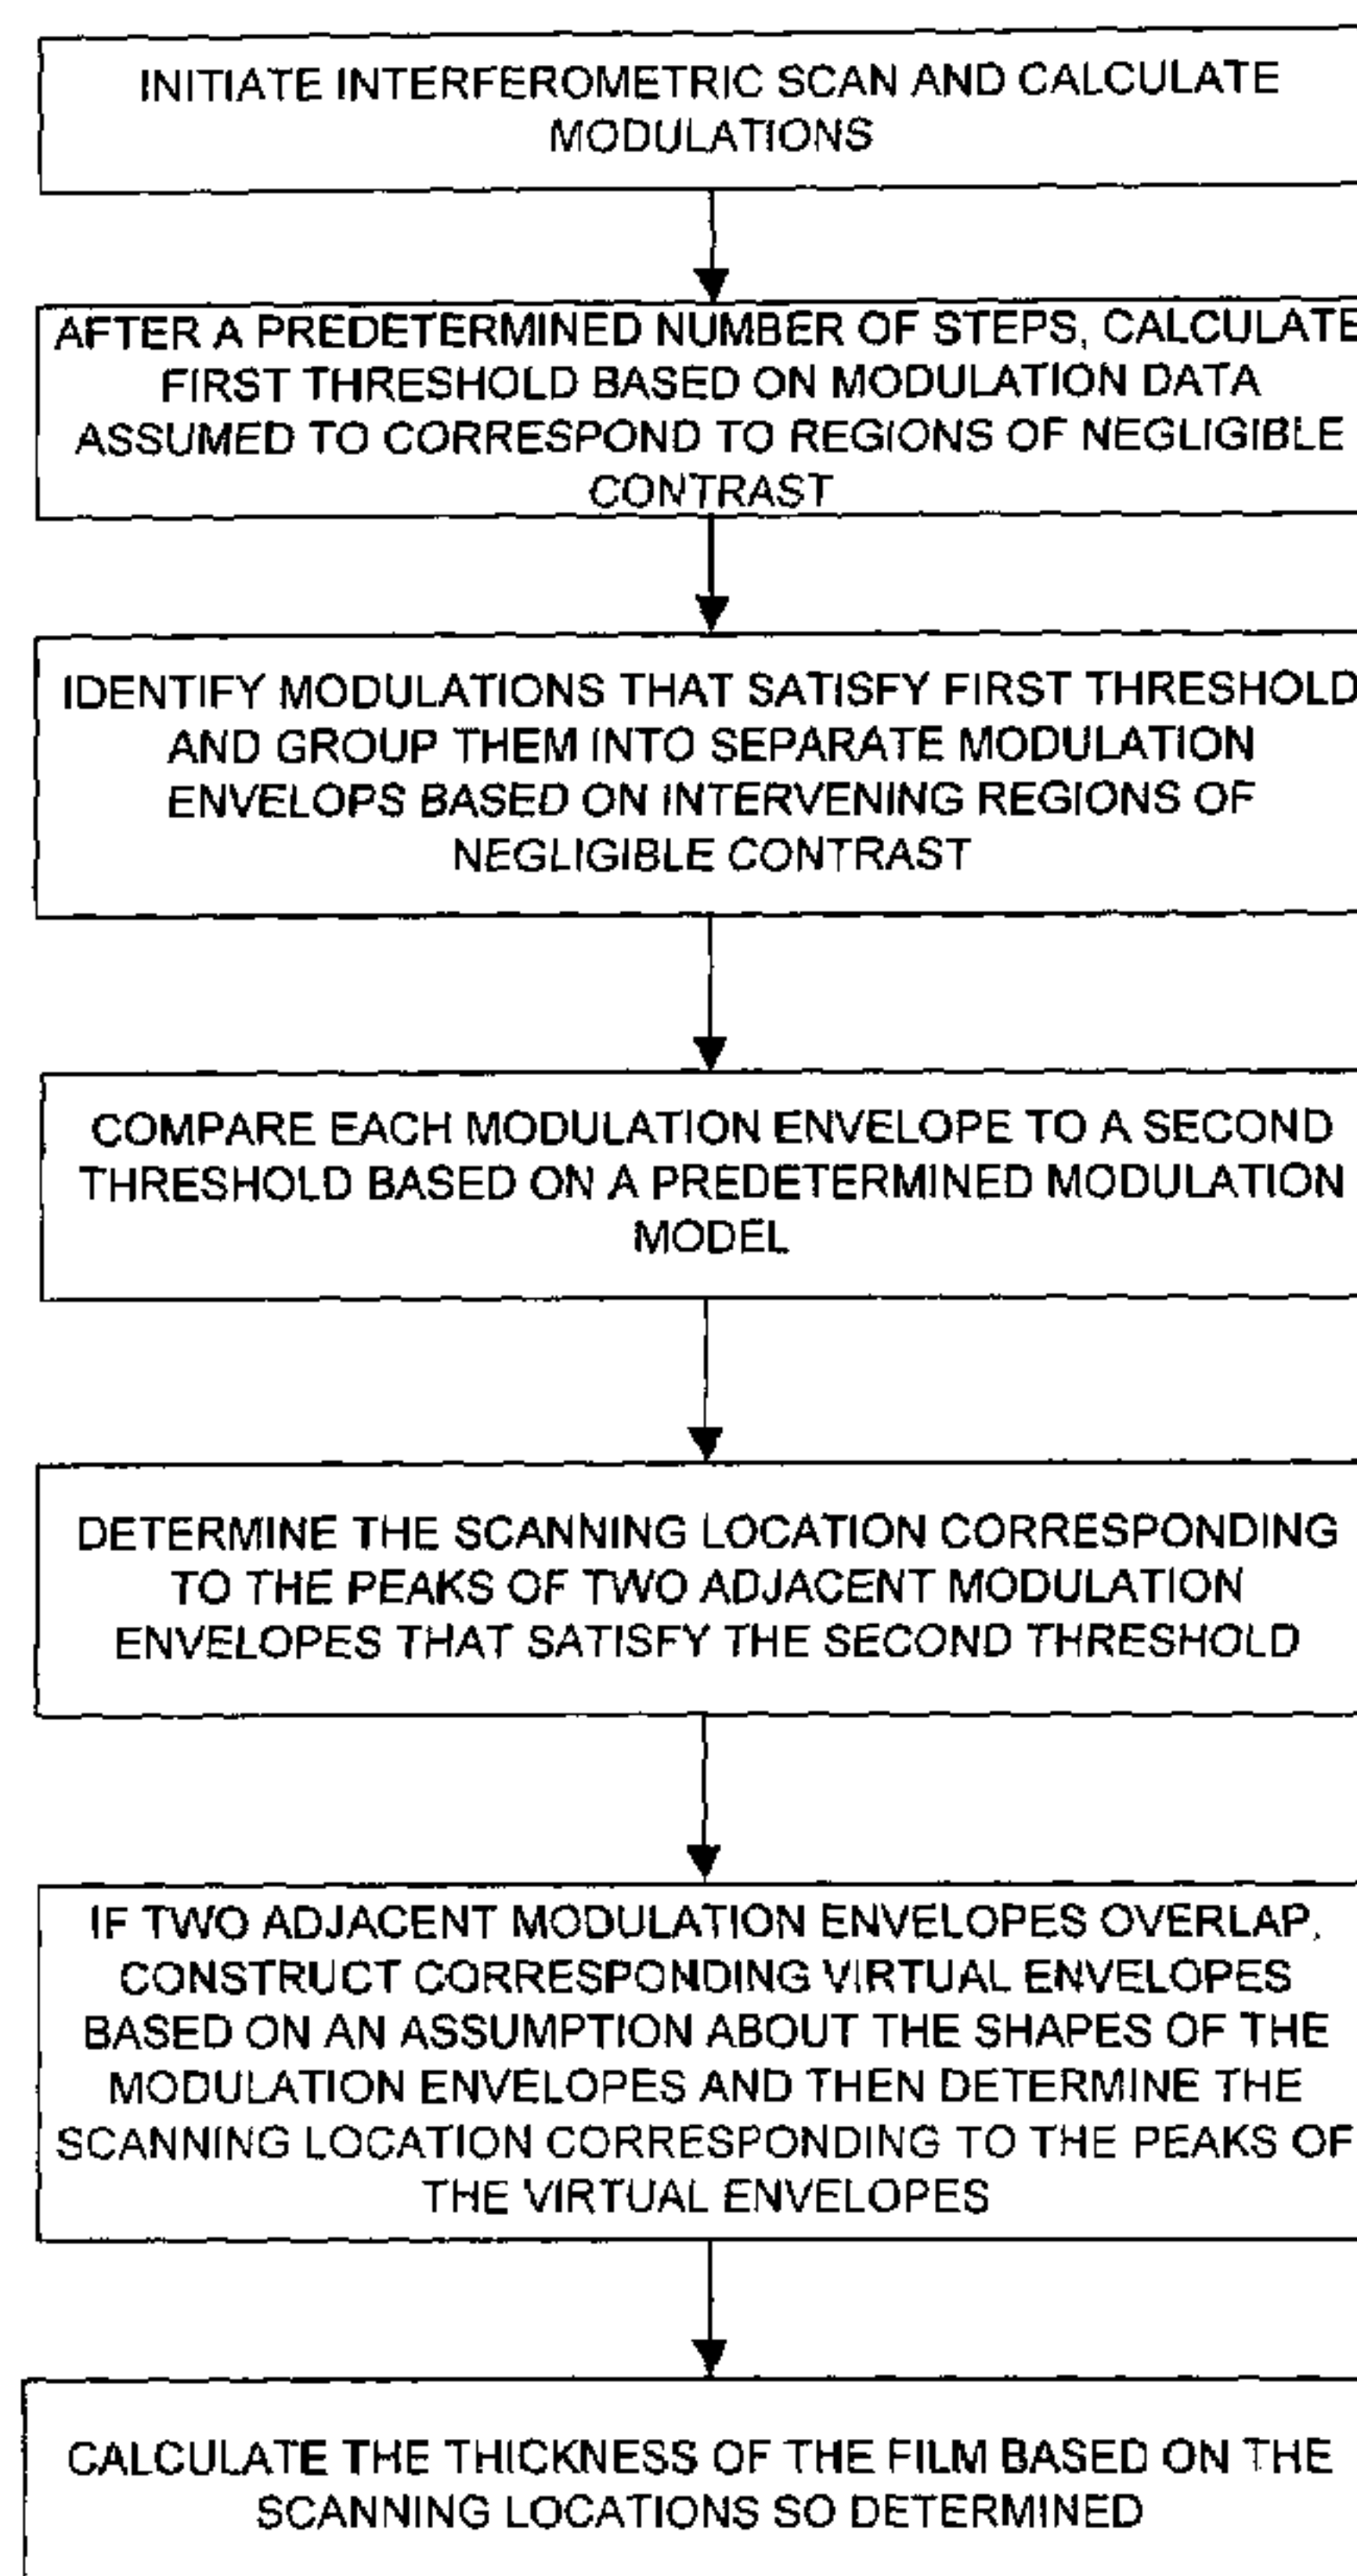 INITIATE INTERFEROMETRIC SCAN AND CALCULATE
MODULATIONS
AFTER A PREDETERMINED NUMBER OF STEPS, CALCULATE
FIRST THRESHOLD BASED ON MODULATION DATA
ASSUMED TO CORRESPOND TO REGIONS OF NEGLIGIBLE
CONTRAST
IDENTIFY MODULATIONS THAT SATISFY FIRST THRESHOLD
AND GROUP THEM INTO SEPARATE MODULATION
ENVELOPS BASED ON INTERVENING REGIONS OF
NEGLIGIBLE CONTRAST
COMPARE EACH MODULATION ENVELOPE TO A SECOND
THRESHOLD BASED ON A PREDETERMINED MODULATION
MODEL
DETERMINE THE SCANNING LOCATION CORRESPONDING
TO THE PEAKS OF TWO ADJACENT MODULATION
ENVELOPES THAT SATISFY THE SECOND THRESHOLD
IF TWO ADJACENT MODULATION ENVELOPES OVERLAP,
CONSTRUCT CORRESPONDING VIRTUAL ENVELOPES
BASED ON AN ASSUMPTION ABOUT THE SHAPES OF THE
MODULATION ENVELOPES AND THEN DETERMINE THE
SCANNING LOCATION CORRESPONDING TO THE PEAKS OF
THE VIRTUAL ENVELOPES
CALCULATE THE THICKNESS OF THE FILM BASED ON THE
SCANNING LOCATIONS SO DETERMINED